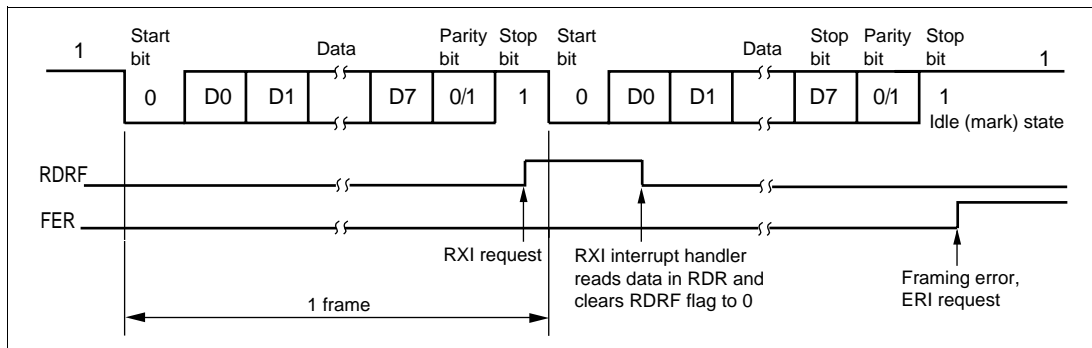 1
Start bit
Data
Parity bit
Stop bit
Start bit
Data
Stop bit
Parity bit
Stop bit
1
0
D0
D1
D7
0/1
1
0
D0
D1
D7
0/1
1
Idle (mark) state
RDRF
FER
RXI request
RXI interrupt handler
reads data in RDR and
clears RDRF flag to 0
Framing error,
ERI request
1 frame